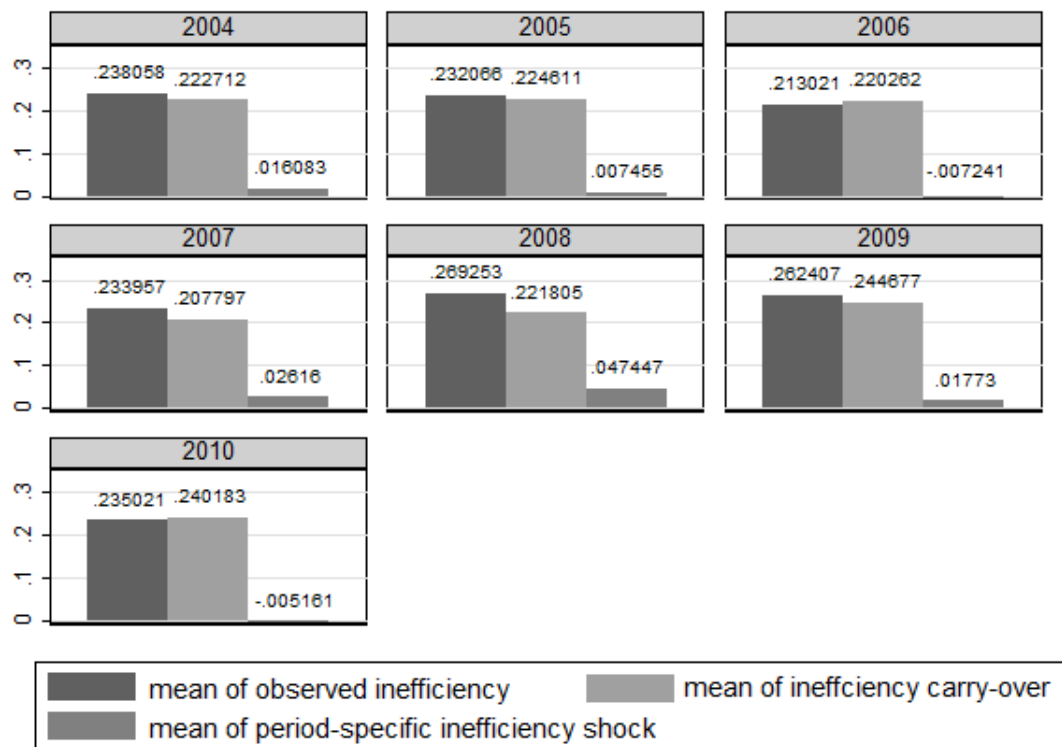 2004 2005 2006
.3 .238058 .222712 .232066 .224611 .213021 .220262
.2
.1 .016083 .007455 -.007241
0
2007 2008 2009
.3 .233957 .207797 .269253 .221805 .262407 .244677
.2
.1 .02616 .047447 .01773
0
2010
.3 .235021 .240183
.2
.1 -.005161
0
mean of observed inefficiency mean of ineffciency carry-over
mean of period-specific inefficiency shock